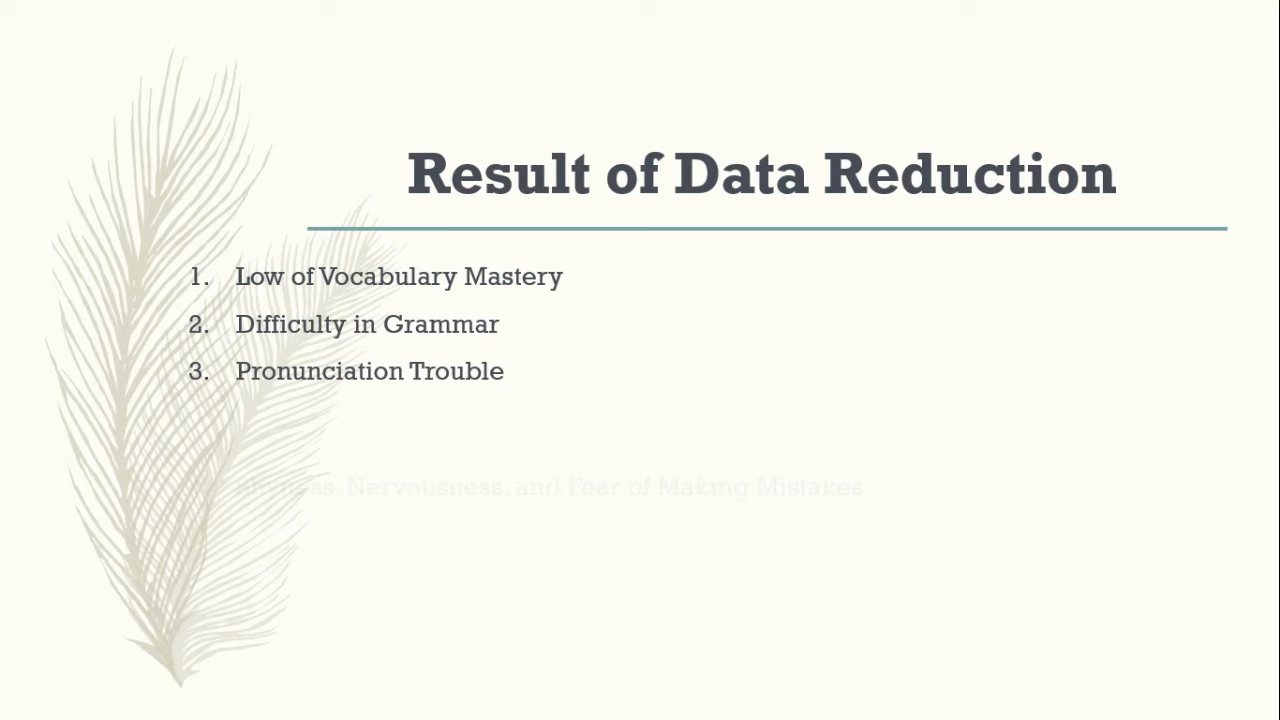 Result of Data Reduction
1. Low of Vocabulary Mastery
2. Difficulty in Grammar
3. Pronunciation Trouble
Shyness, Nervousness, and Fear of Making Mistakes